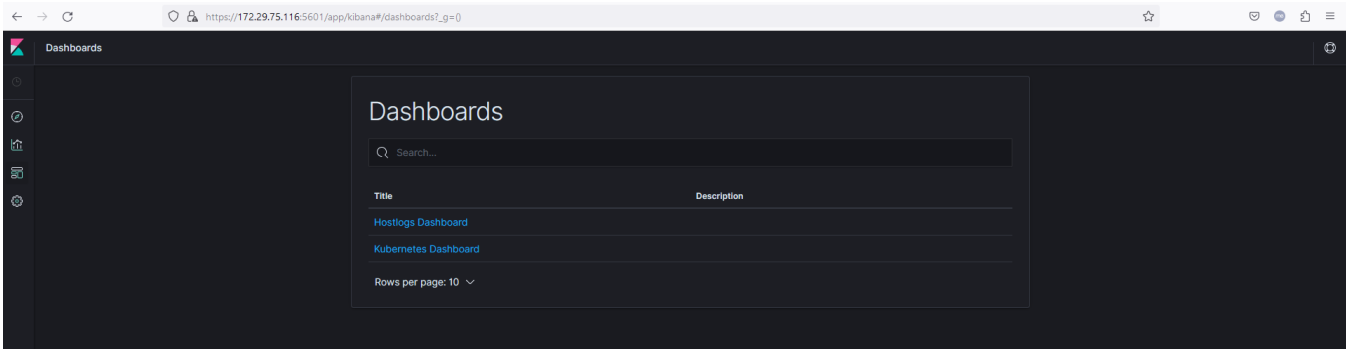 https://172.29.75.116:5601/app/kibana#/dashboards?_g=()
Dashboards
Dashboards
Search...
Title Description
Hostlogs Dashboard
Kubernetes Dashboard
Rows per page: 10